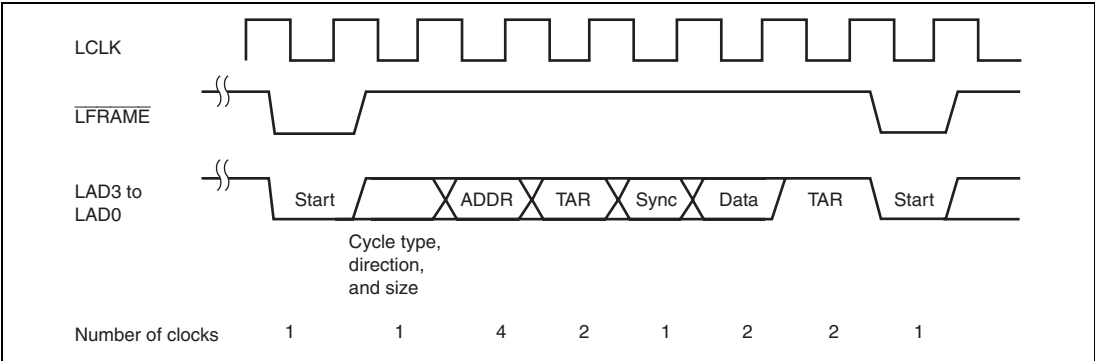 LCLK
LFRAME
LAD3 to
LAD0
Start ADDR TAR Sync Data TAR Start
Cycle type,
direction,
and size
Number of clocks 1 1 4 2 1 2 2 1